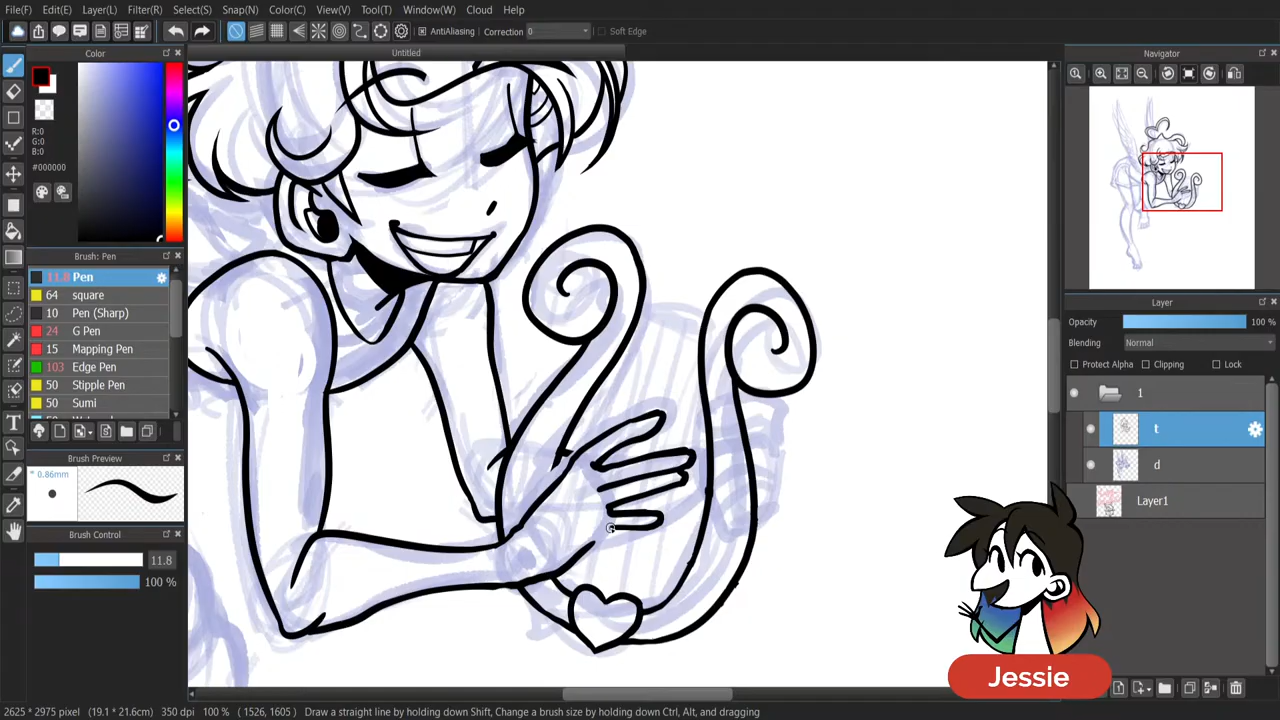 File(F) Edit(E) Layer(L) Filter(R) Select(S) Snap(N) Color(C) View(V) Tool(T) Window(W) Cloud Help
AntiAliasing Correction 0 Soft Edge
Color
Untitled
Navigator
R:0
G:0
B:0
#000000
Brush: Pen
11.8 Pen
64 square
10 Pen (Sharp)
24 G Pen
15 Mapping Pen
103 Edge Pen
50 Stipple Pen
50 Sumi
Brush Preview
0.86mm
Brush Control
11.8
100 %
Layer
Opacity 100 %
Blending Normal
Protect Alpha Clipping Lock
1
t
d
Layer1
Jessie
2625 * 2975 pixel (19.1 * 21.6cm) 350 dpi 100 % ( 1526, 1605) Draw a straight line by holding down Shift, Change a brush size by holding down Ctrl, Alt, and dragging